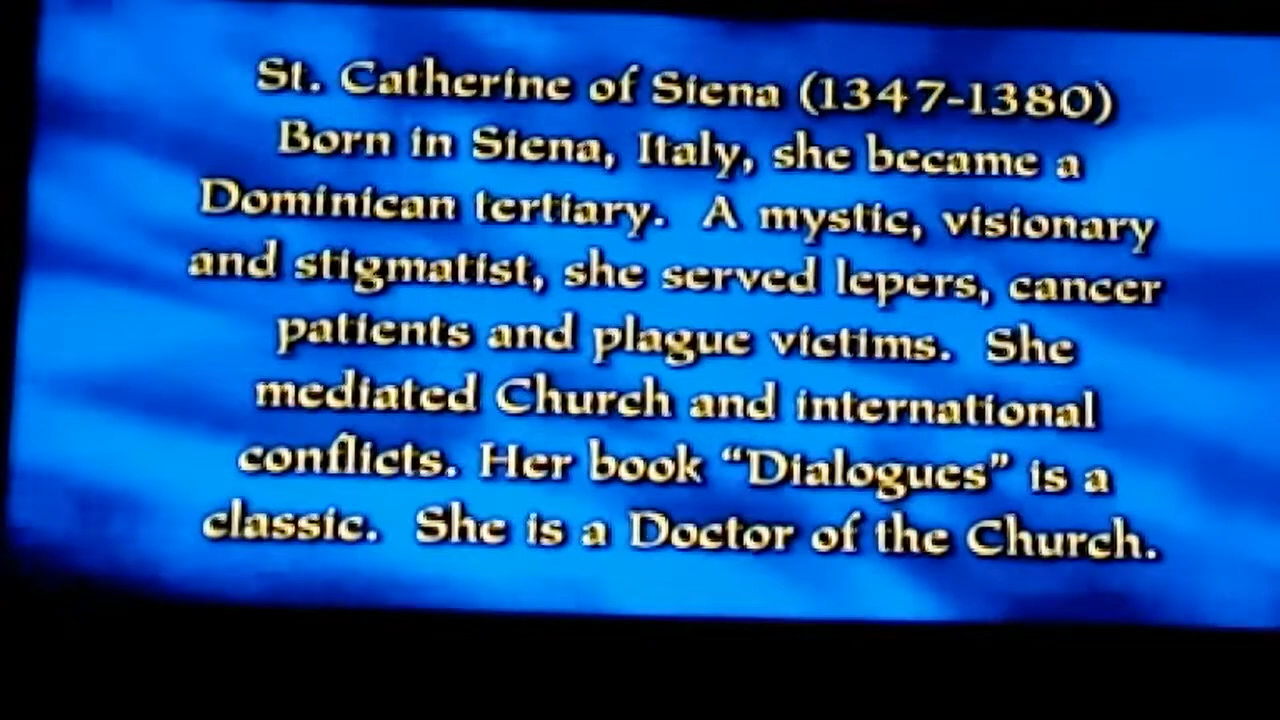 St. Catherine of Siena (1347-1380)
Born in Siena, Italy, she became a
Dominican tertiary.  A mystic, visionary
and stigmatist, she served lepers, cancer
patients and plague victims.  She
mediated Church and international
conflicts. Her book “Dialogues” is a
classic.  She is a Doctor of the Church.